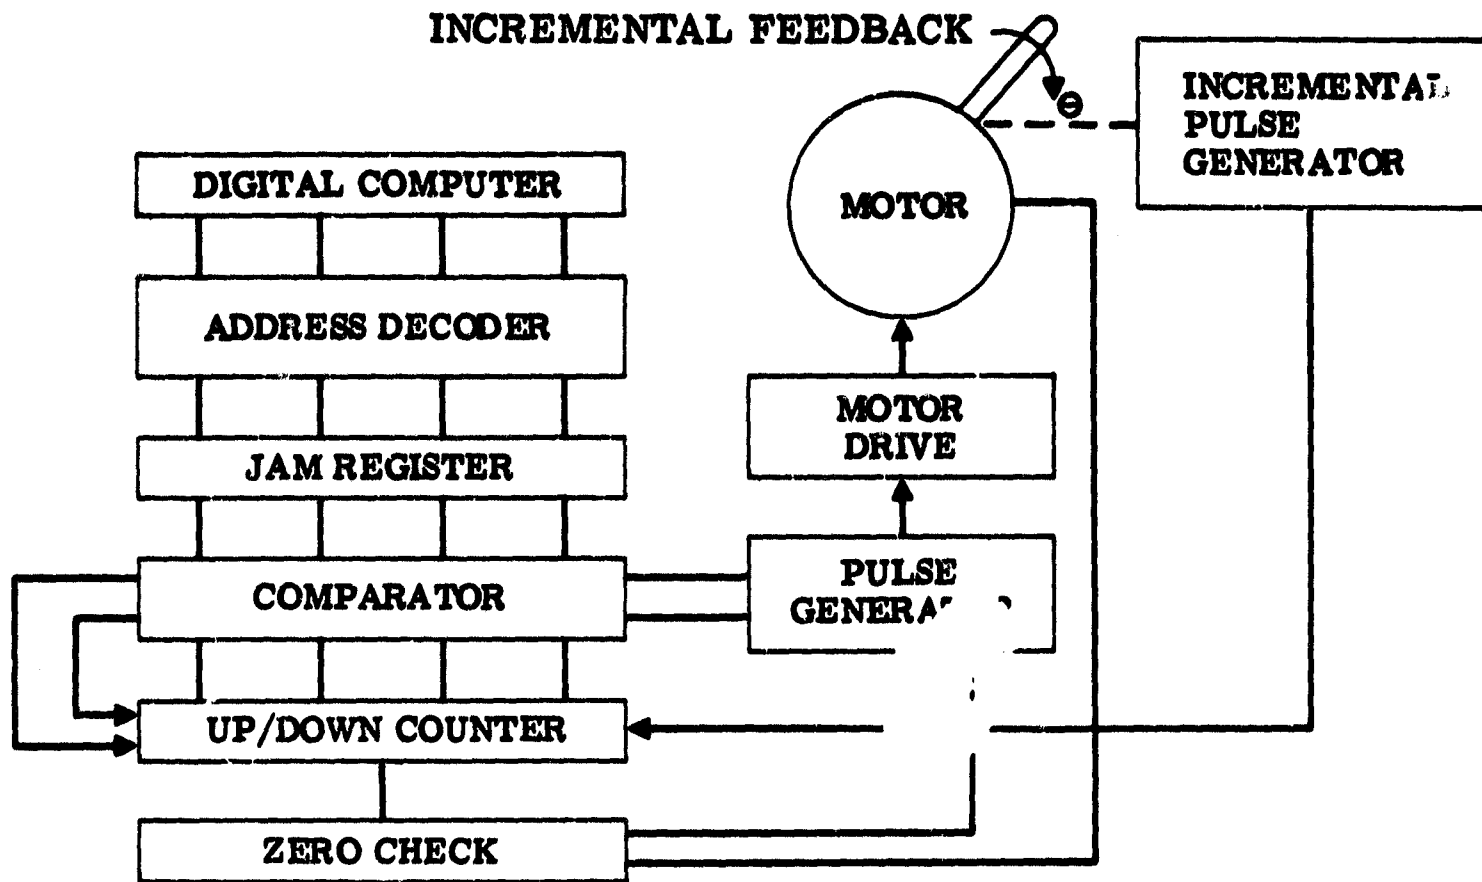 INCREMENTAL FEEDBACK
Θ
INCREMENTAL
PULSE
GENERATOR
DIGITAL COMPUTER
MOTOR
ADDRESS DECODER
MOTOR
DRIVE
JAM REGISTER
PULSE
COMPARATOR
UP/DOWN COUNTER
ZERO CHECK